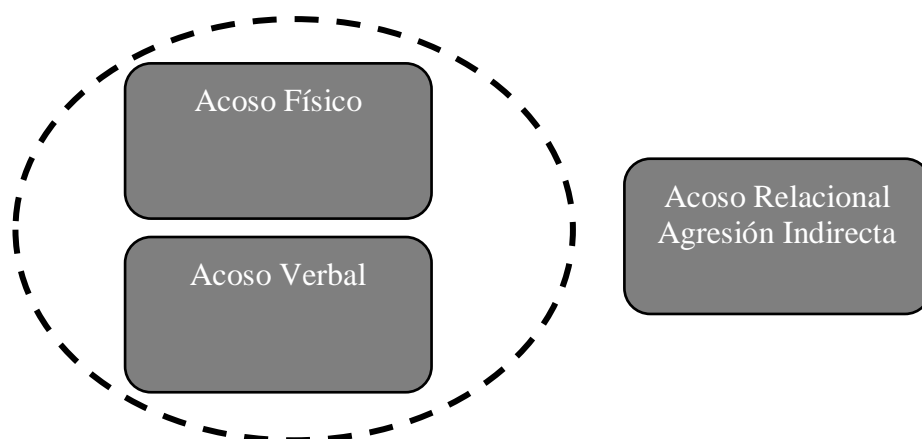 Acoso Físico
Acoso Verbal
Acoso Relacional
Agresión Indirecta